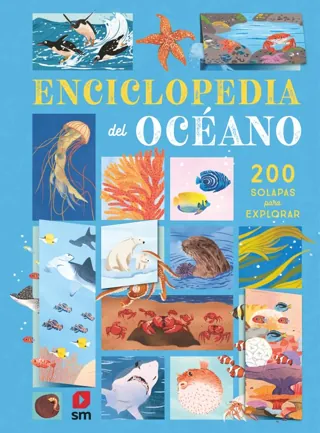 ENCICLOPEDIA
del OCÉANO
200
SOLAPAS
para
EXPLORAR
sm